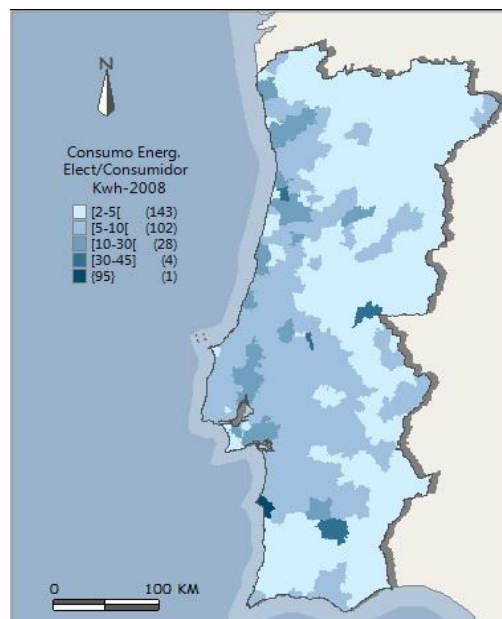 N
Consumo Energ.
Elect/Consumidor
Kwh-2008
[2-5[ (143)
[5-10[ (102)
[10-30[ (28)
[30-45] (4)
{95} (1)
0 100 KM